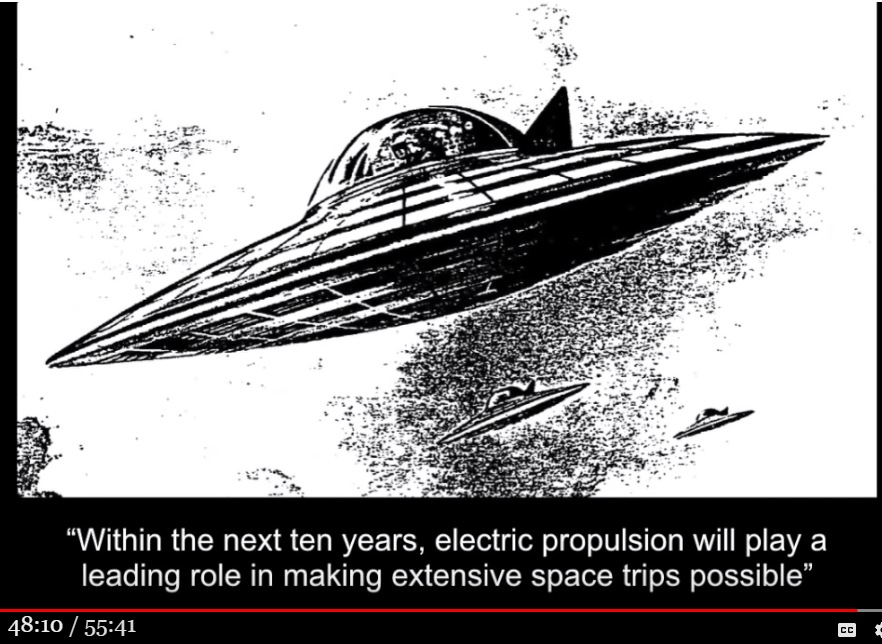 “Within the next ten years, electric propulsion will play a
leading role in making extensive space trips possible”
48:10 / 55:41
CC